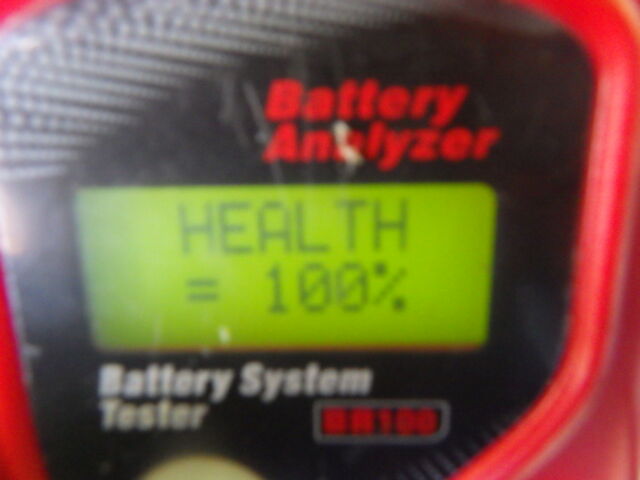 Battery
Analyzer
HEALTH
= 100%
Battery System
Tester